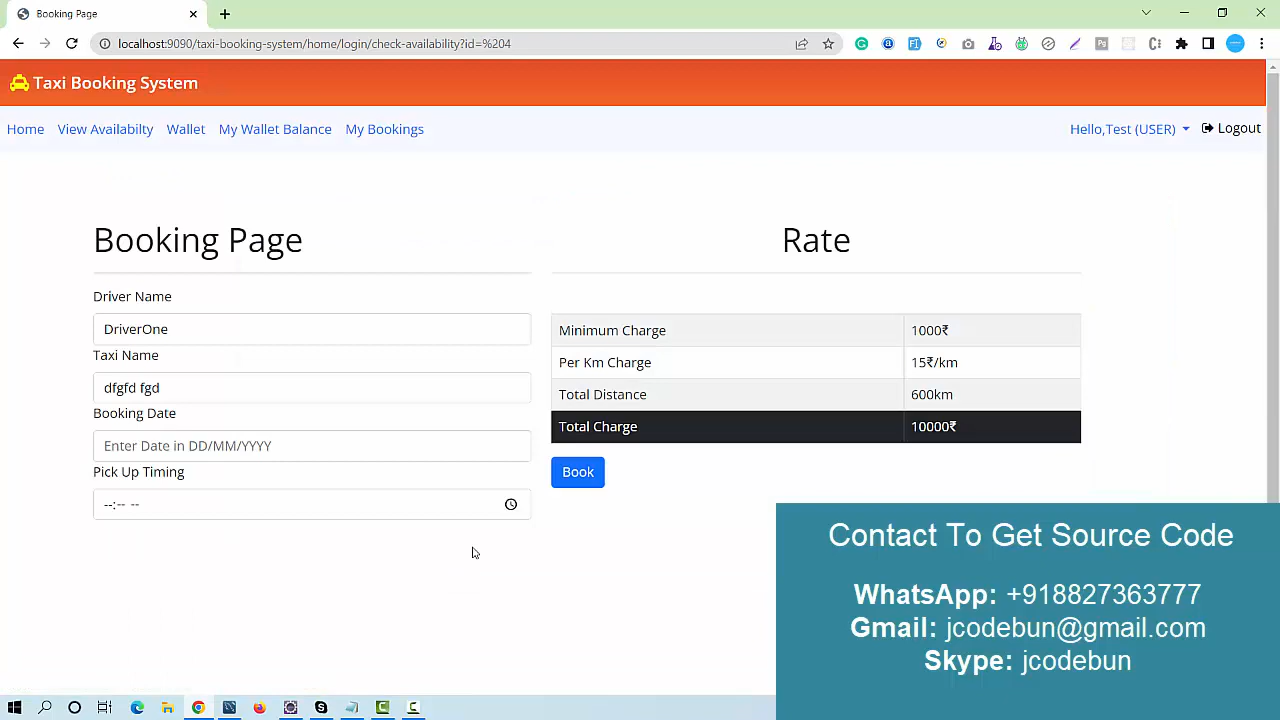 Booking Page
localhost:9090/taxi-booking-system/home/login/check-availability?id=%204
Taxi Booking System
Home
View Availabilty
Wallet
My Wallet Balance
My Bookings
Hello,Test (USER)
Logout
Booking Page
Driver Name
DriverOne
Taxi Name
dfgfd fgd
Booking Date
Enter Date in DD/MM/YYYY
Pick Up Timing
--:-- --
Rate
Minimum Charge 1000₹
Per Km Charge 15₹/km
Total Distance 600km
Total Charge 10000₹
Book
Contact To Get Source Code
WhatsApp: +918827363777
Gmail: jcodebun@gmail.com
Skype: jcodebun